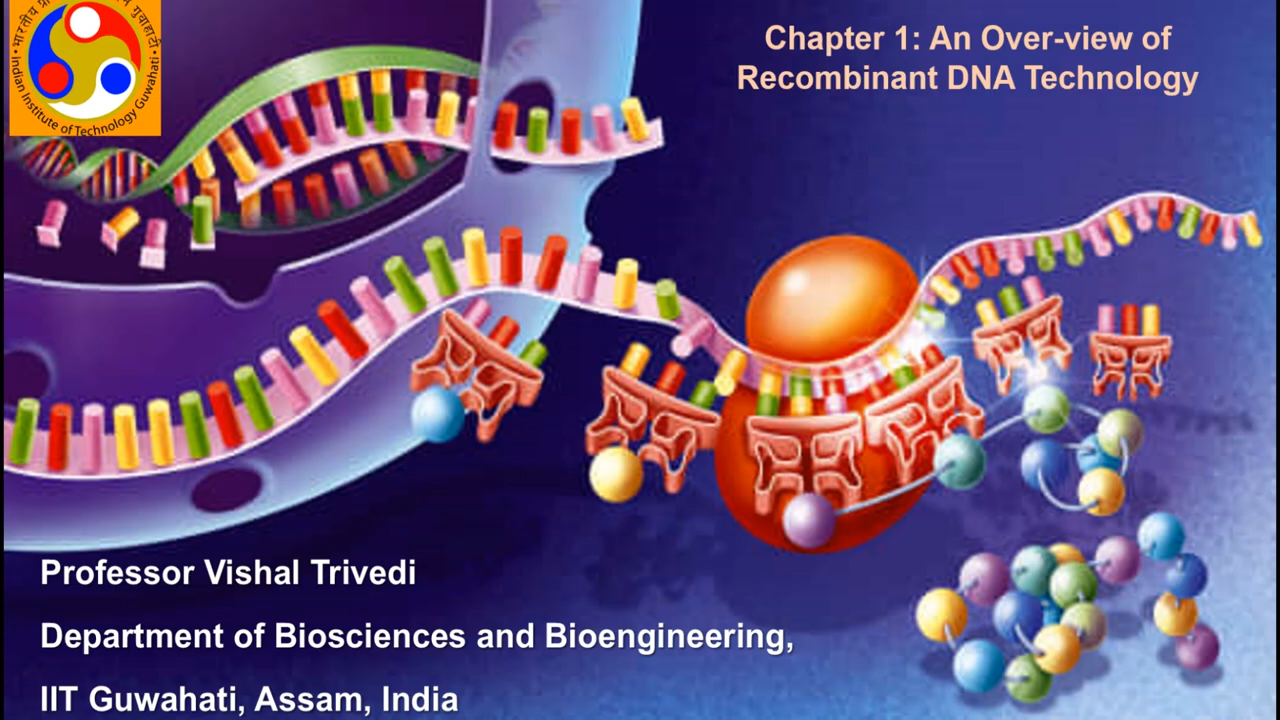 भारतीय प्रौ
गुवाहाटी
Indian Institute of Technology Guwahati
Chapter 1: An Over-view of
Recombinant DNA Technology
Professor Vishal Trivedi
Department of Biosciences and Bioengineering,
IIT Guwahati, Assam, India